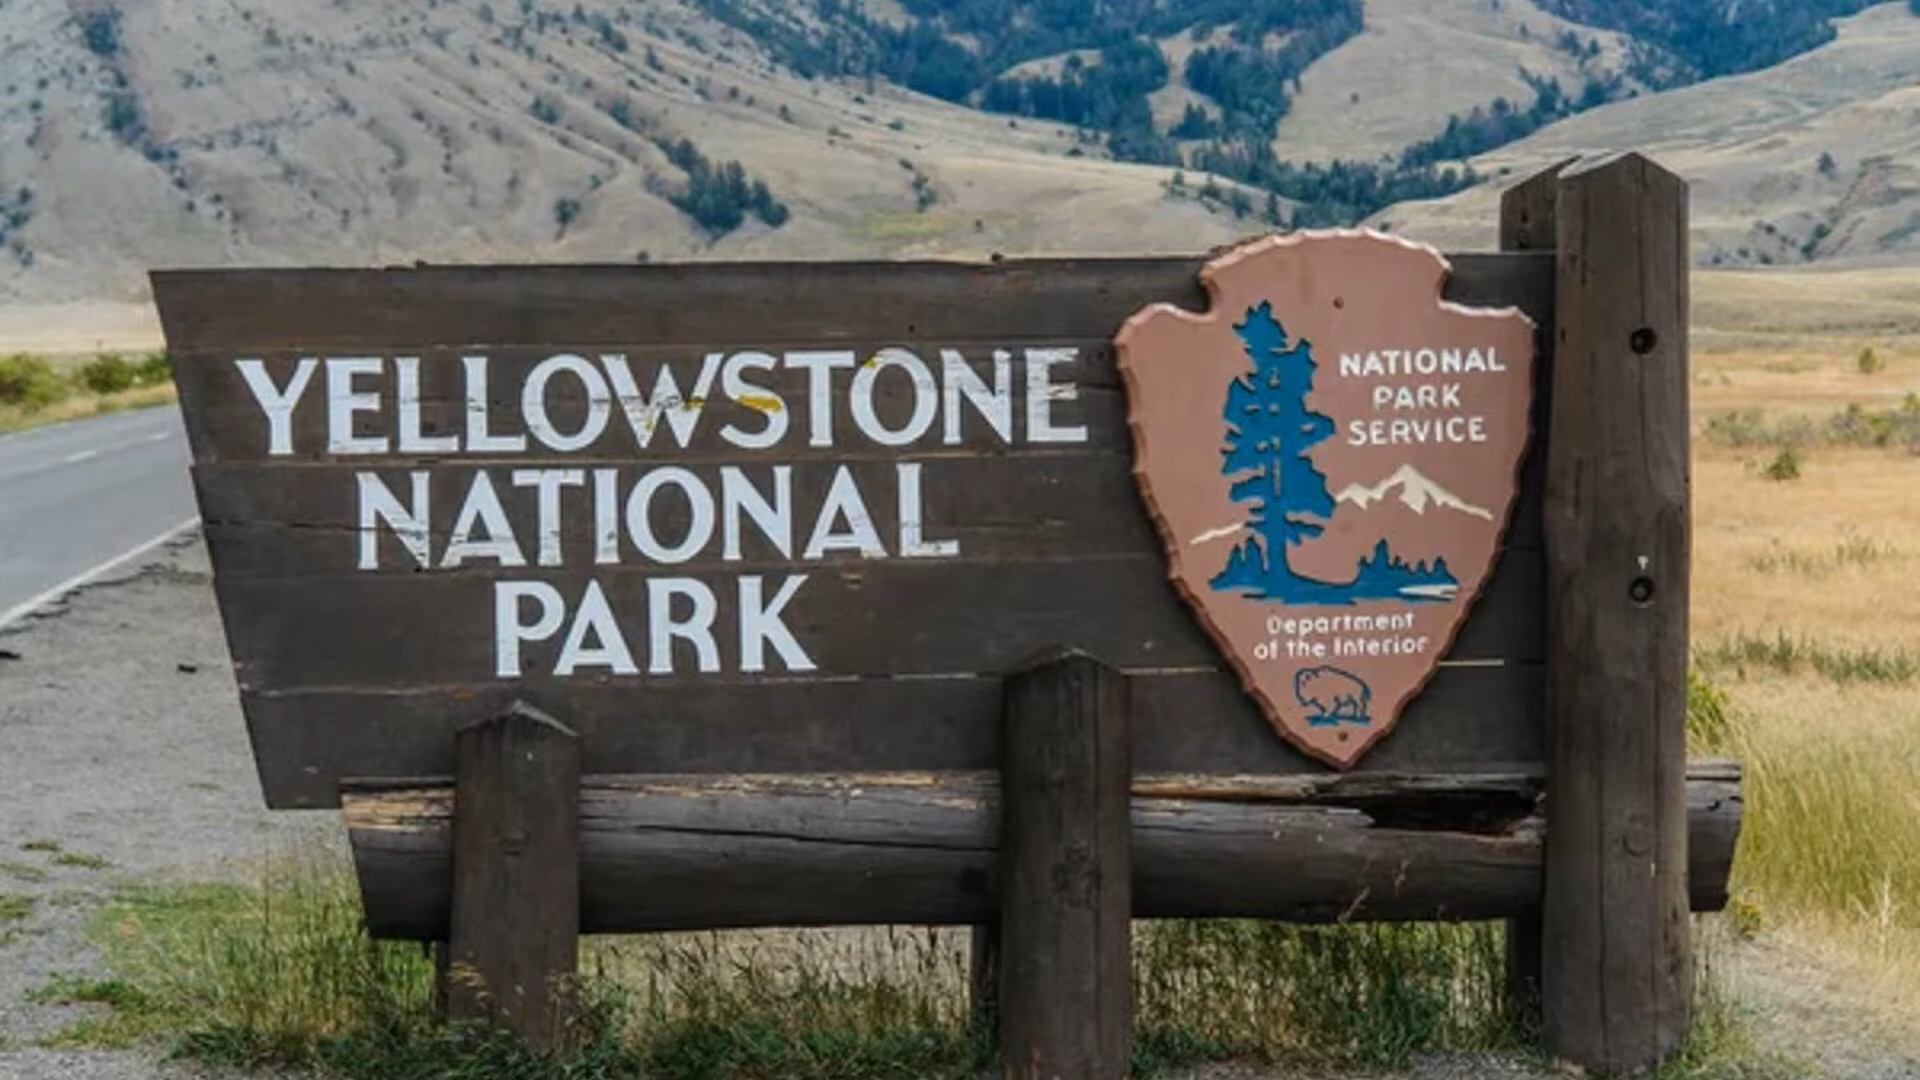 YELLOWSTONE
NATIONAL
PARK
NATIONAL
PARK
SERVICE
Department
of the Interior